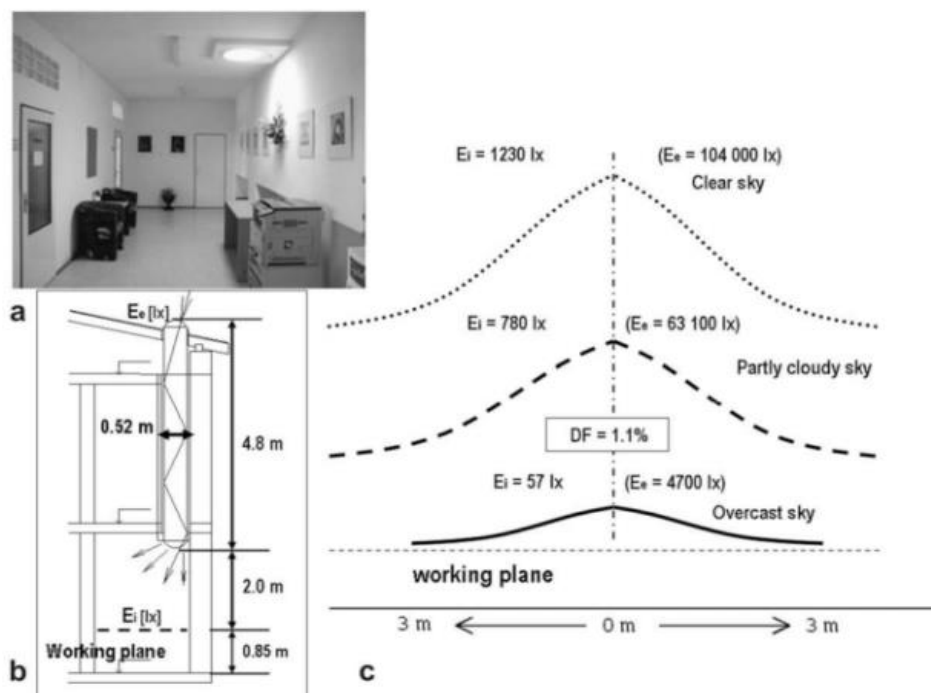 a
E₀ [lx]
0.52 m
4.8 m
2.0 m
Eᵢ [lx]
Working plane
0.85 m
b
Eᵢ = 1230 lx
(Eₑ = 104 000 lx)
Clear sky
Eᵢ = 780 lx
(Eₑ = 63 100 lx)
Partly cloudy sky
DF = 1.1%
Eᵢ = 57 lx
(Eₑ = 4700 lx)
Overcast sky
working plane
3 m
0 m
3 m
c